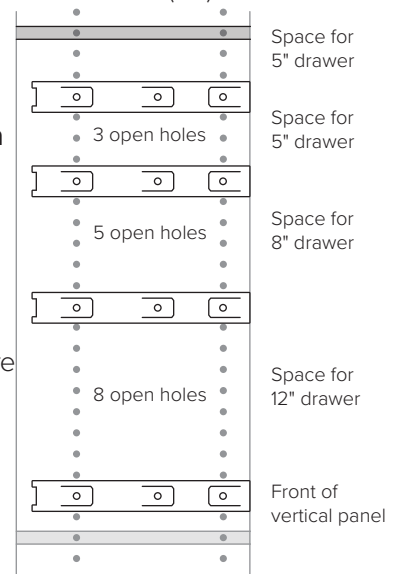 Space for
5" drawer
Space for
5" drawer
3 open holes
Space for
8" drawer
5 open holes
Space for
12" drawer
8 open holes
Front of
vertical panel